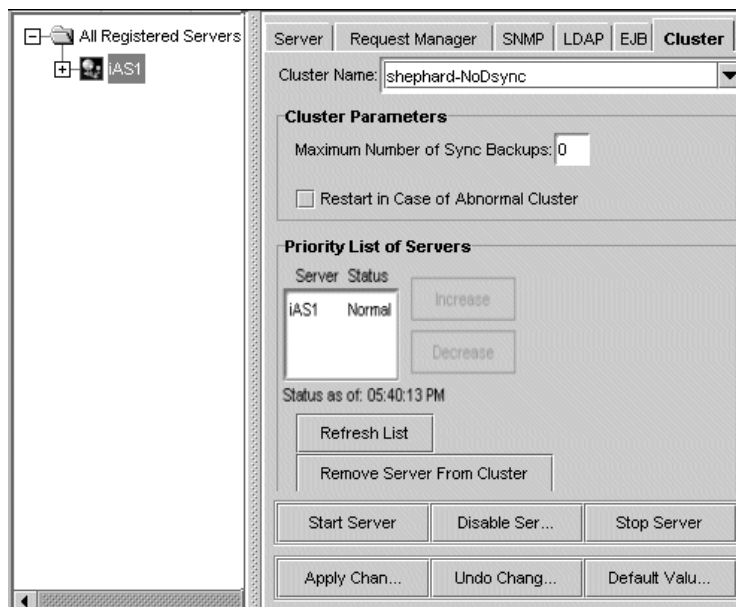 All Registered Servers
iAS1
Server Request Manager SNMP LDAP EJB Cluster
Cluster Name: shephard-NoDsync
Cluster Parameters
Maximum Number of Sync Backups: 0
Restart in Case of Abnormal Cluster
Priority List of Servers
Server Status
iAS1 Normal
Increase
Decrease
Status as of: 05:40:13 PM
Refresh List
Remove Server From Cluster
Start Server Disable Ser... Stop Server
Apply Chan... Undo Chang... Default Valu...